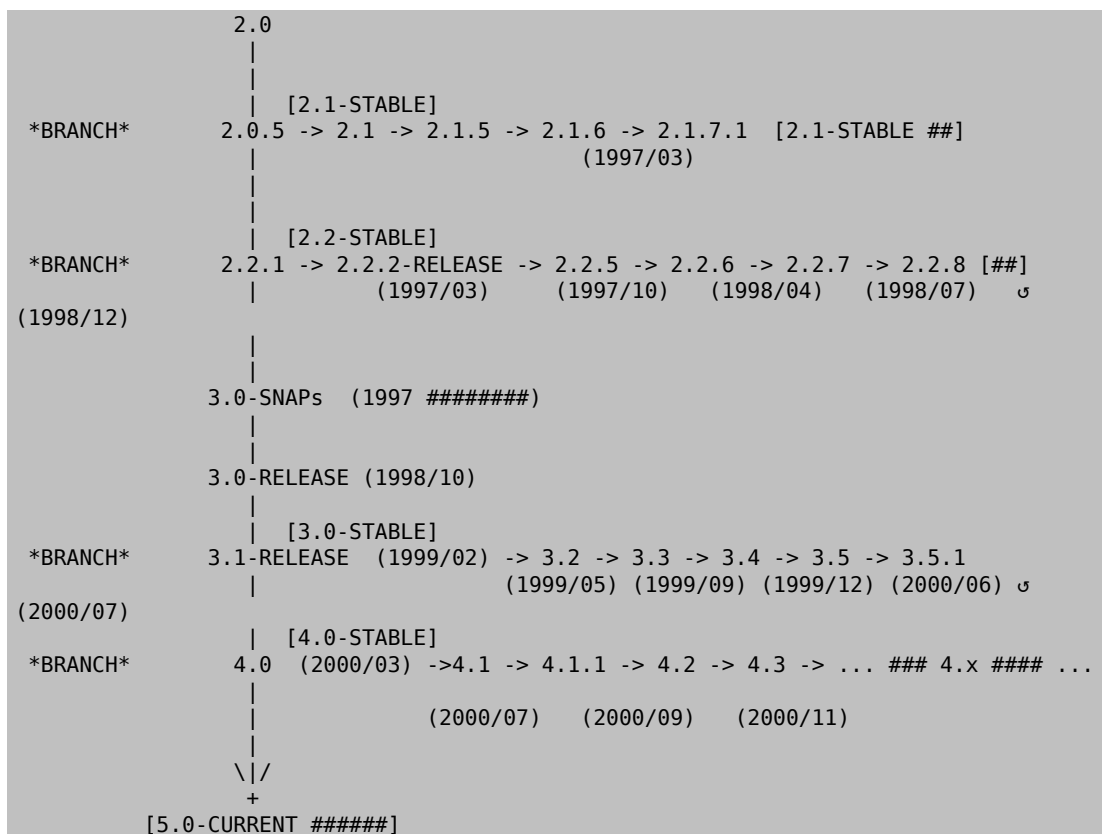 2.0
|
|
| [2.1-STABLE]
*BRANCH* 2.0.5 -> 2.1 -> 2.1.5 -> 2.1.6 -> 2.1.7.1 [2.1-STABLE ##]
| (1997/03)
|
|
| [2.2-STABLE]
*BRANCH* 2.2.1 -> 2.2.2-RELEASE -> 2.2.5 -> 2.2.6 -> 2.2.7 -> 2.2.8 [##]
| (1997/03) (1997/10) (1998/04) (1998/07) ↺
(1998/12)
|
|
3.0-SNAPs (1997 ########)
|
|
3.0-RELEASE (1998/10)
|
| [3.0-STABLE]
*BRANCH* 3.1-RELEASE (1999/02) -> 3.2 -> 3.3 -> 3.4 -> 3.5 -> 3.5.1
| (1999/05) (1999/09) (1999/12) (2000/06) ↺
(2000/07)
| [4.0-STABLE]
*BRANCH* 4.0 (2000/03) ->4.1 -> 4.1.1 -> 4.2 -> 4.3 -> ... ### 4.x #### ...
|
| (2000/07) (2000/09) (2000/11)
|
\|/
+
[5.0-CURRENT ######]